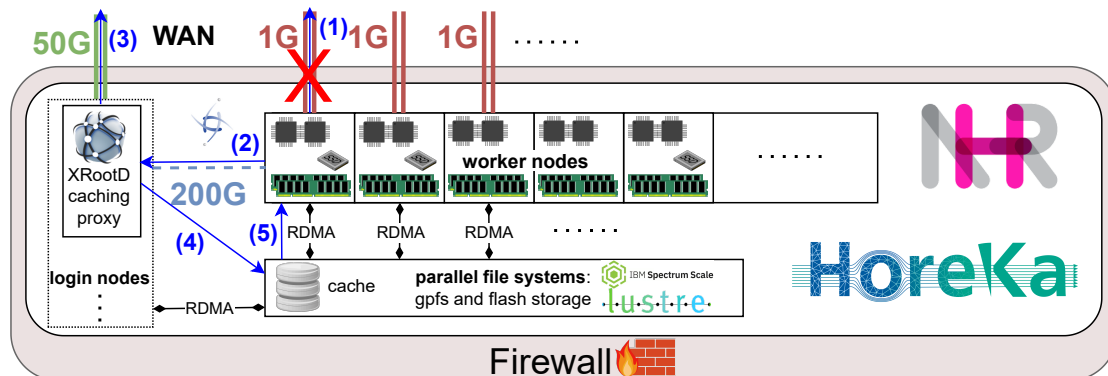 50G (3) WAN 1G (1) 1G 1G ......
(2)
XRootD
caching
proxy
200G
worker nodes
......
NHR
(4) (5) RDMA RDMA RDMA ......
login nodes
cache
parallel file systems:
gpfs and flash storage
IBM Spectrum Scale
lustre
RDMA
HoreKa
Firewall